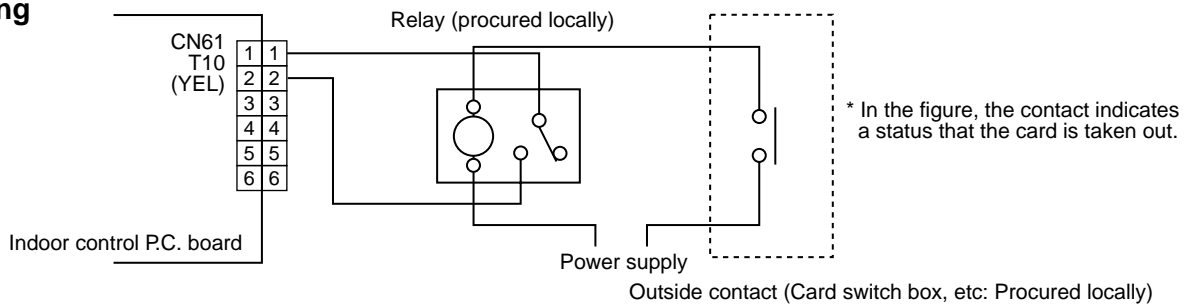 ng
Relay (procured locally)
CN61
T10
(YEL)
1 1
2 2
3 3
4 4
5 5
6 6
* In the figure, the contact indicates
a status that the card is taken out.
Indoor control P.C. board
Power supply
Outside contact (Card switch box, etc: Procured locally)